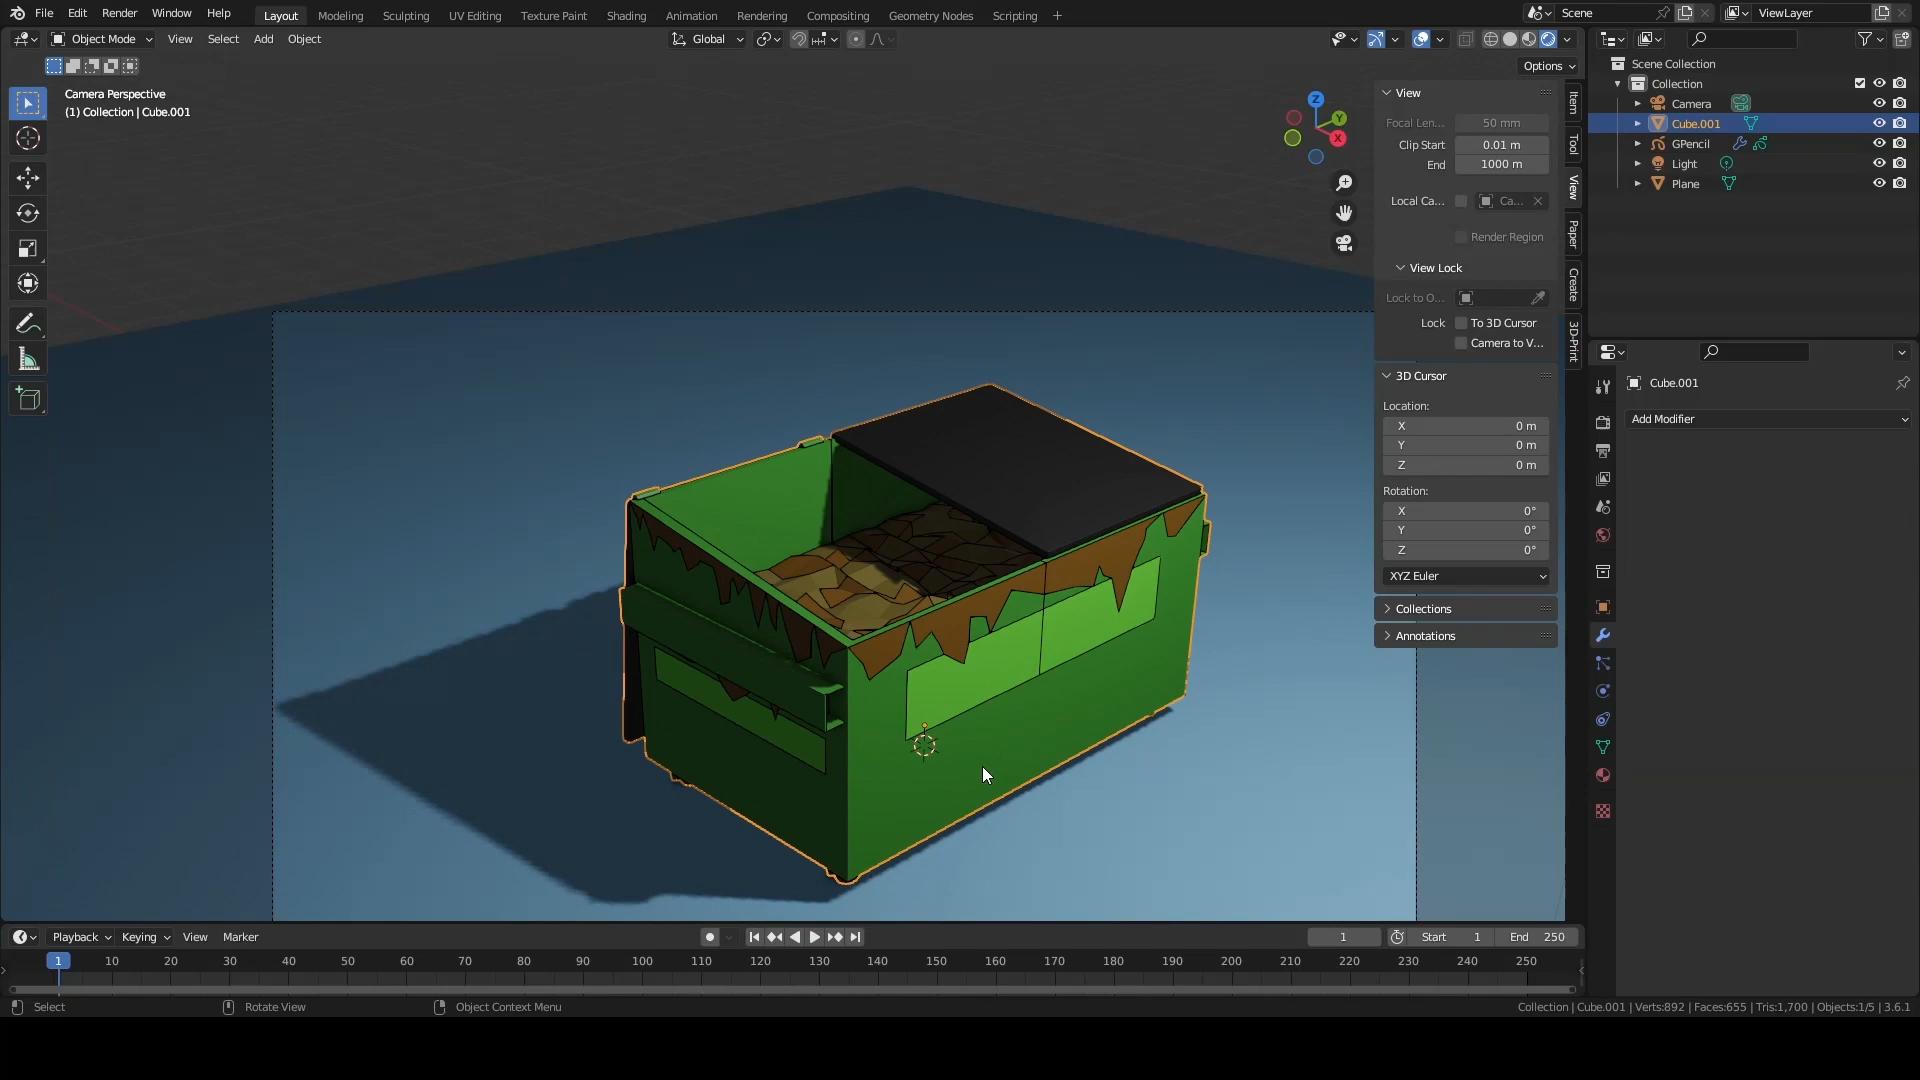 File Edit Render Window Help Layout Modeling Sculpting UV Editing Texture Paint Shading Animation Rendering Compositing Geometry Nodes Scripting + Scene ViewLayer
Object Mode View Select Add Object Global
Options
Camera Perspective
(1) Collection | Cube.001
Z
Y
X
View
Focal Len... 50 mm
Clip Start 0.01 m
End 1000 m
Local Ca... Ca...
Render Region
View Lock
Lock to O...
Lock To 3D Cursor
Camera to V...
3D Cursor
Location:
X 0 m
Y 0 m
Z 0 m
Rotation:
X 0°
Y 0°
Z 0°
XYZ Euler
Collections
Annotations
Item
Tool
View
Paper
Create
3D-Print
Scene Collection
Collection
Camera
Cube.001
GPencil
Light
Plane
Cube.001
Add Modifier
Playback Keying View Marker 1 Start 1 End 250
1 10 20 30 40 50 60 70 80 90 100 110 120 130 140 150 160 170 180 190 200 210 220 230 240 250
Select Rotate View Object Context Menu Collection | Cube.001 | Verts:892 | Faces:655 | Tris:1,700 | Objects:1/5 | 3.6.1